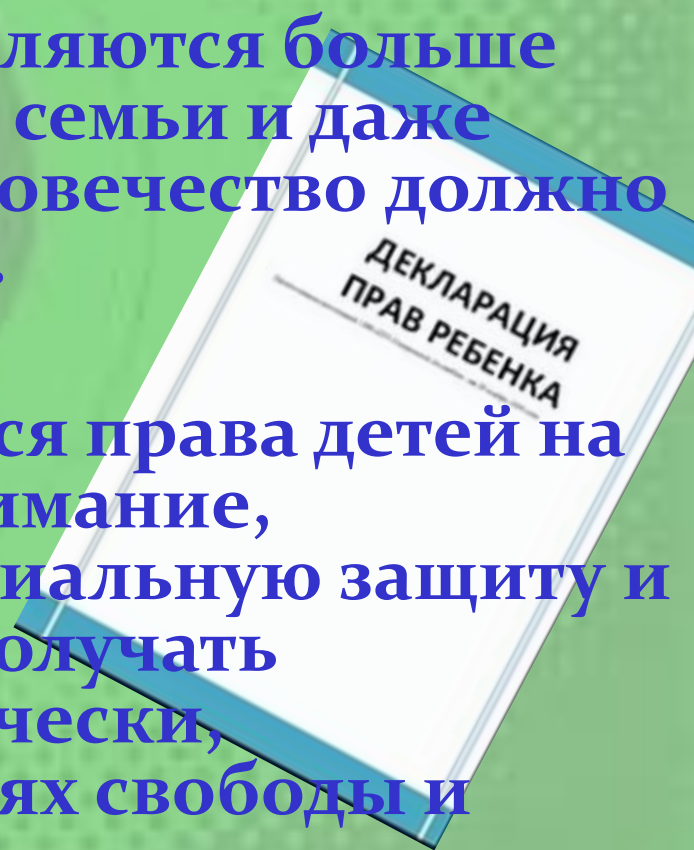 ляются больше
семьи и даже
овечество должно
.
ДЕКЛАРАЦИЯ
ПРАВ РЕБЕНКА
ся права детей на
имание,
иальную защиту и
олучать
чески,
ях свободы и